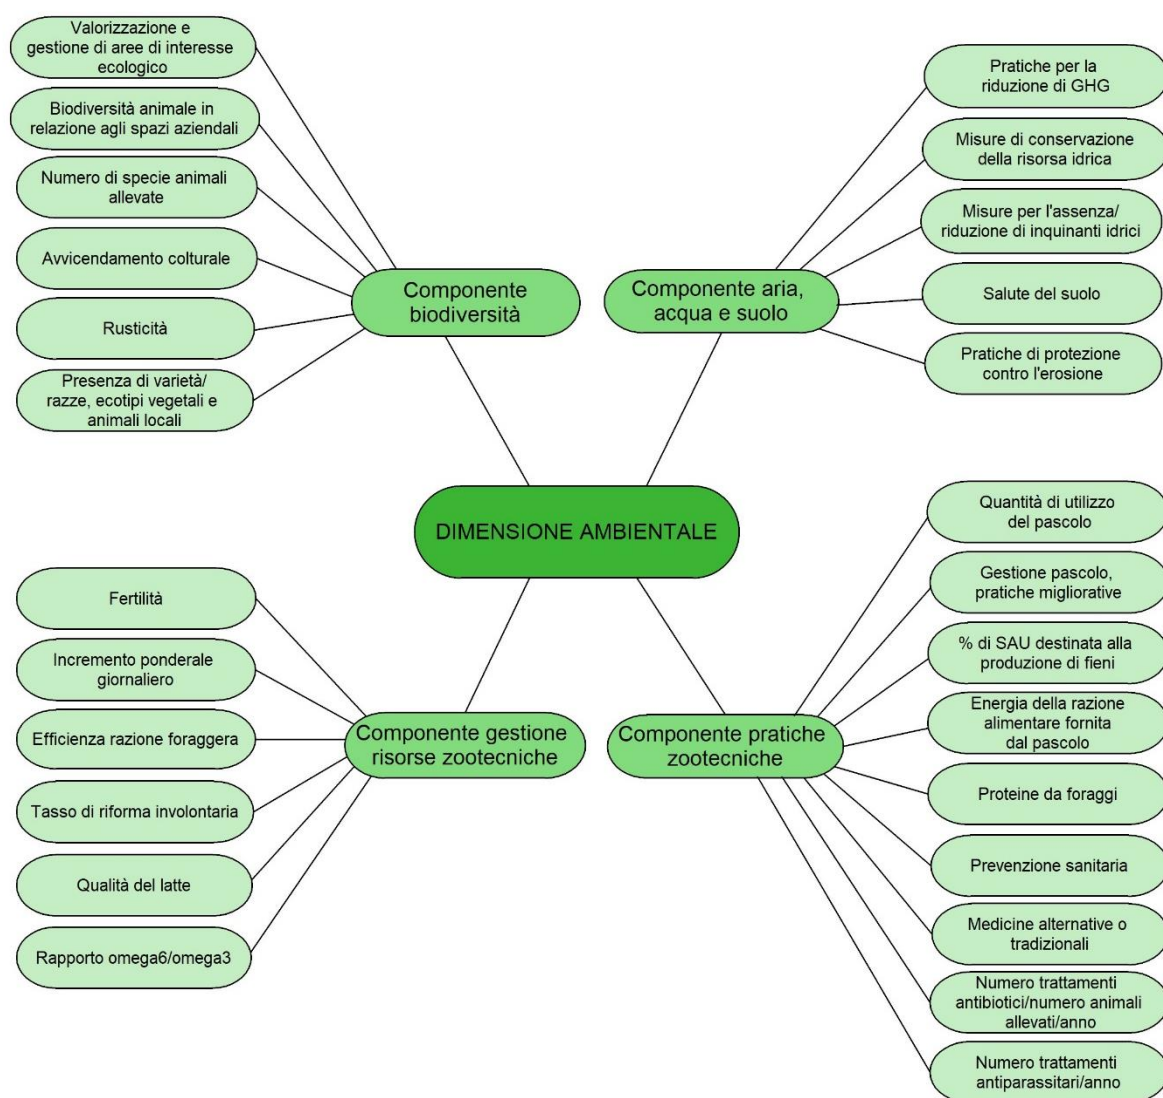 Valorizzazione e
gestione di aree di interesse
ecologico
Biodiversità animale in
relazione agli spazi aziendali
Numero di specie animali
allevate
Avvicendamento colturale
Rusticità
Presenza di varietà/
razze, ecotipi vegetali e
animali locali
Componente
biodiversità
Pratiche per la
riduzione di GHG
Misure di conservazione
della risorsa idrica
Misure per l'assenza/
riduzione di inquinanti idrici
Salute del suolo
Pratiche di protezione
contro l'erosione
Componente aria,
acqua e suolo
DIMENSIONE AMBIENTALE
Fertilità
Incremento ponderale
giornaliero
Efficienza razione foraggera
Tasso di riforma involontaria
Qualità del latte
Rapporto omega6/omega3
Componente gestione
risorse zootecniche
Componente pratiche
zootecniche
Quantità di utilizzo
del pascolo
Gestione pascolo,
pratiche migliorative
% di SAU destinata alla
produzione di fieni
Energia della razione
alimentare fornita
dal pascolo
Proteine da foraggi
Prevenzione sanitaria
Medicine alternative o
tradizionali
Numero trattamenti
antibiotici/numero animali
allevati/anno
Numero trattamenti
antiparassitari/anno